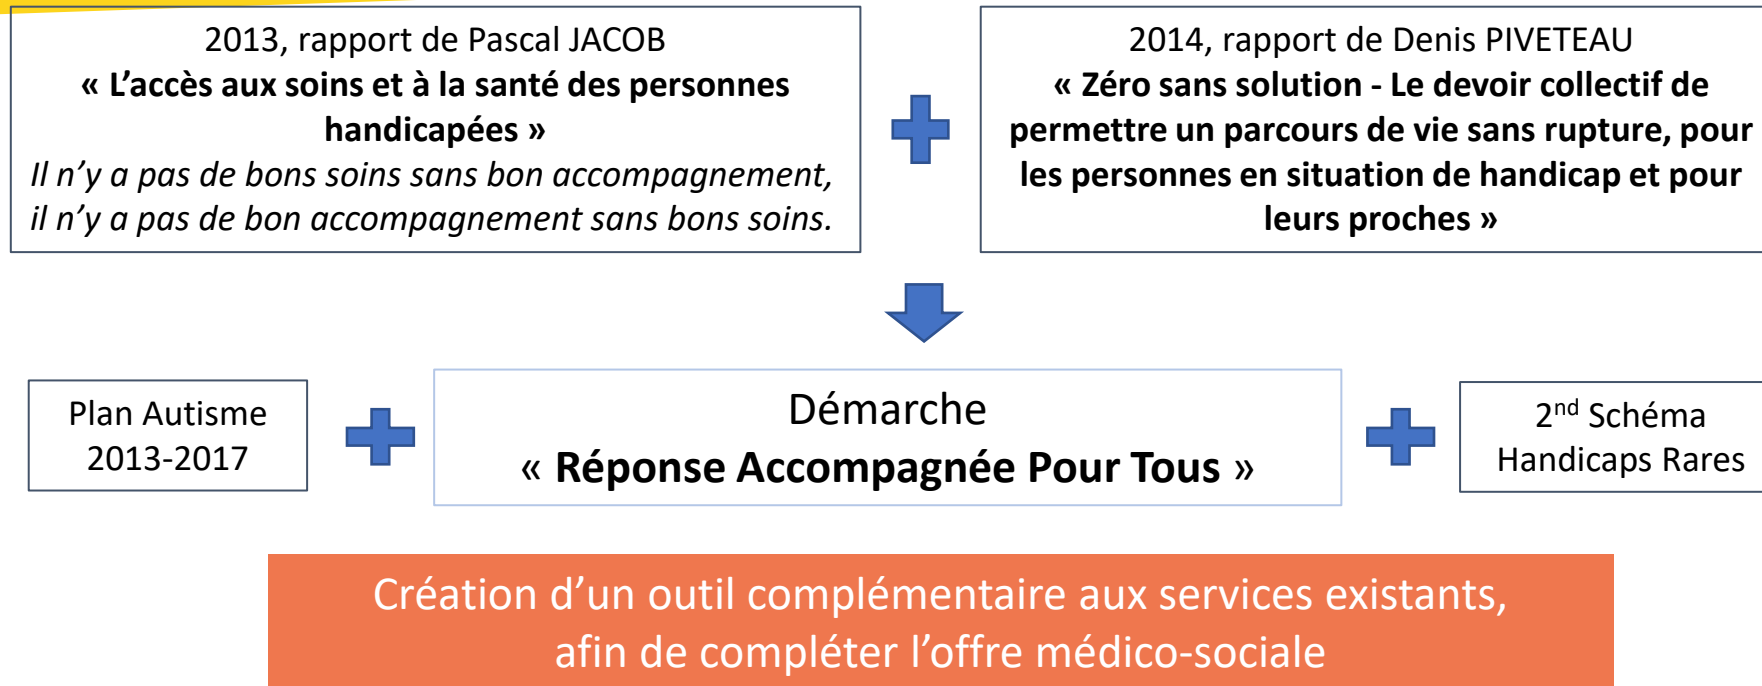 2013, rapport de Pascal JACOB
« L’accès aux soins et à la santé des personnes
handicapées »
Il n’y a pas de bons soins sans bon accompagnement,
il n’y a pas de bon accompagnement sans bons soins.
2014, rapport de Denis PIVETEAU
« Zéro sans solution - Le devoir collectif de
permettre un parcours de vie sans rupture, pour
les personnes en situation de handicap et pour
leurs proches »
Plan Autisme
2013-2017
Démarche
« Réponse Accompagnée Pour Tous »
2nd Schéma
Handicaps Rares
Création d’un outil complémentaire aux services existants,
afin de compléter l’offre médico-sociale